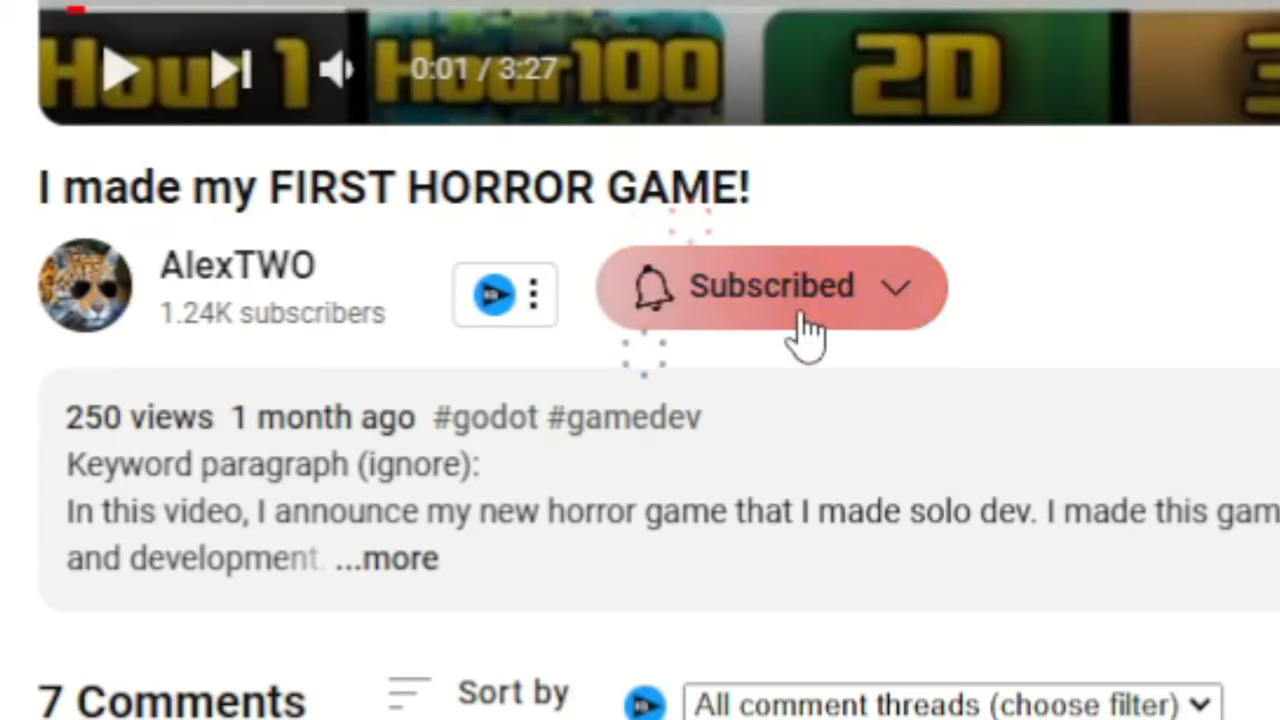 Hour 1 Hour100 2D 3
0:01 / 3:27
I made my FIRST HORROR GAME!
AlexTWO
1.24K subscribers
Subscribed
250 views 1 month ago #godot #gamedev
Keyword paragraph (ignore):
In this video, I announce my new horror game that I made solo dev. I made this gam
and development. ...more
7 Comments
Sort by
All comment threads (choose filter)